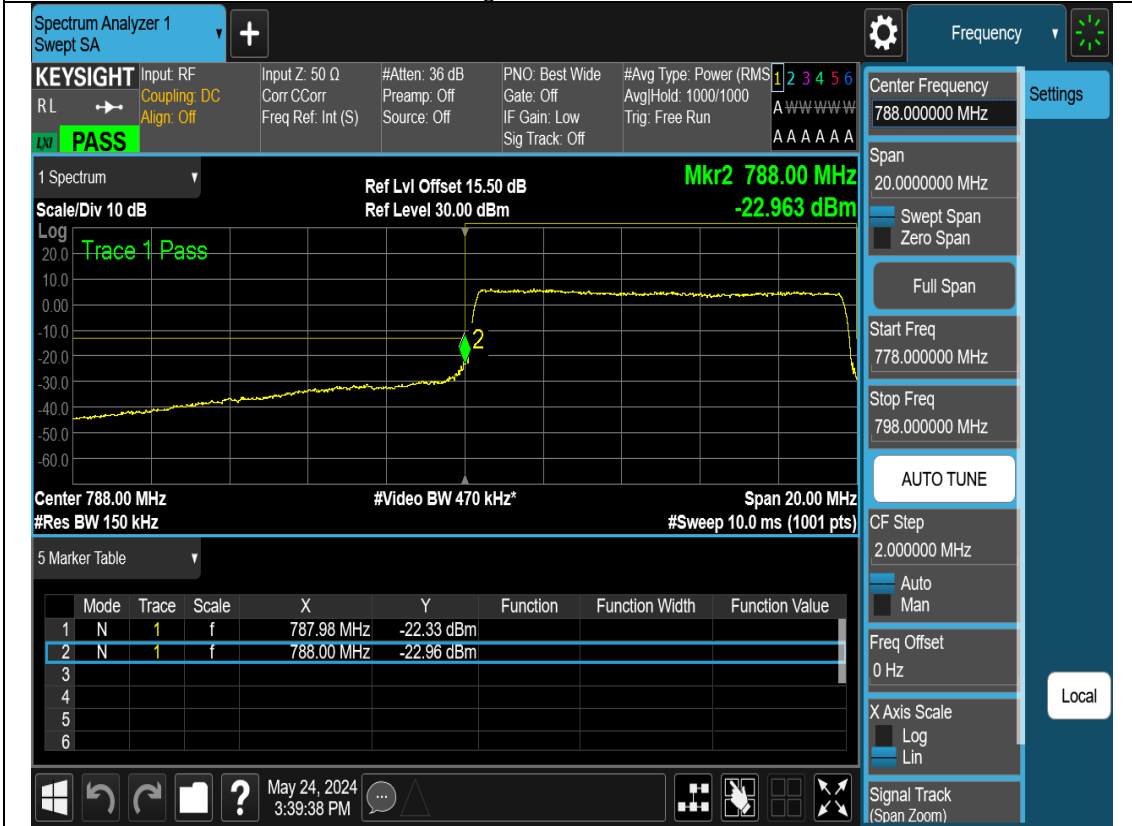 Spectrum Analyzer 1
Swept SA
+
Frequency
KEYSIGHT
RL
LXI PASS
Input: RF
Coupling: DC
Align: Off
Input Z: 50 Ω
Corr CCorr
Freq Ref: Int (S)
#Atten: 36 dB
Preamp: Off
Source: Off
PNO: Best Wide
Gate: Off
IF Gain: Low
Sig Track: Off
#Avg Type: Power (RMS
Avg|Hold: 1000/1000
Trig: Free Run
1 2 3 4 5 6
A W W W W W
A A A A A A
1 Spectrum
Scale/Div 10 dB
Ref Lvl Offset 15.50 dB
Ref Level 30.00 dBm
Mkr2 788.00 MHz
-22.963 dBm
Log
Trace 1 Pass
20.0
10.0
0.00
-10.0
-20.0
-30.0
-40.0
-50.0
-60.0
2
Center 788.00 MHz
#Video BW 470 kHz*
Span 20.00 MHz
#Res BW 150 kHz
#Sweep 10.0 ms (1001 pts)
5 Marker Table
Mode Trace Scale X Y Function Function Width Function Value
1 N 1 f 787.98 MHz -22.33 dBm
2 N 1 f 788.00 MHz -22.96 dBm
3
4
5
6
?
May 24, 2024
3:39:38 PM
Center Frequency
788.000000 MHz
Settings
Span
20.0000000 MHz
Swept Span
Zero Span
Full Span
Start Freq
778.000000 MHz
Stop Freq
798.000000 MHz
AUTO TUNE
CF Step
2.000000 MHz
Auto
Man
Freq Offset
0 Hz
X Axis Scale
Log
Lin
Local
Signal Track
(Span Zoom)